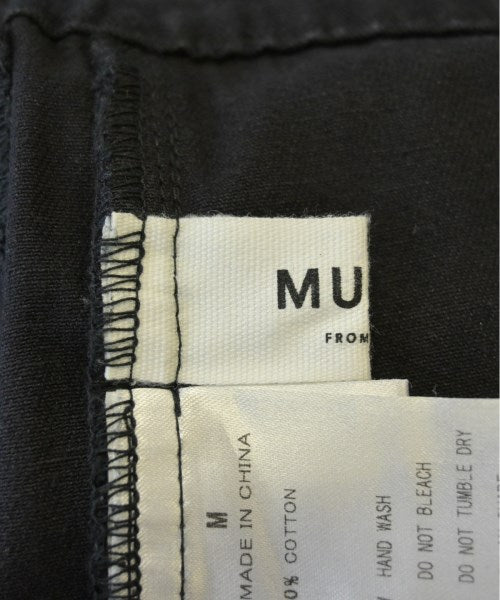 MU
FROM
M
MADE IN CHINA
0% COTTON
HAND WASH
DO NOT BLEACH
DO NOT TUMBLE DRY